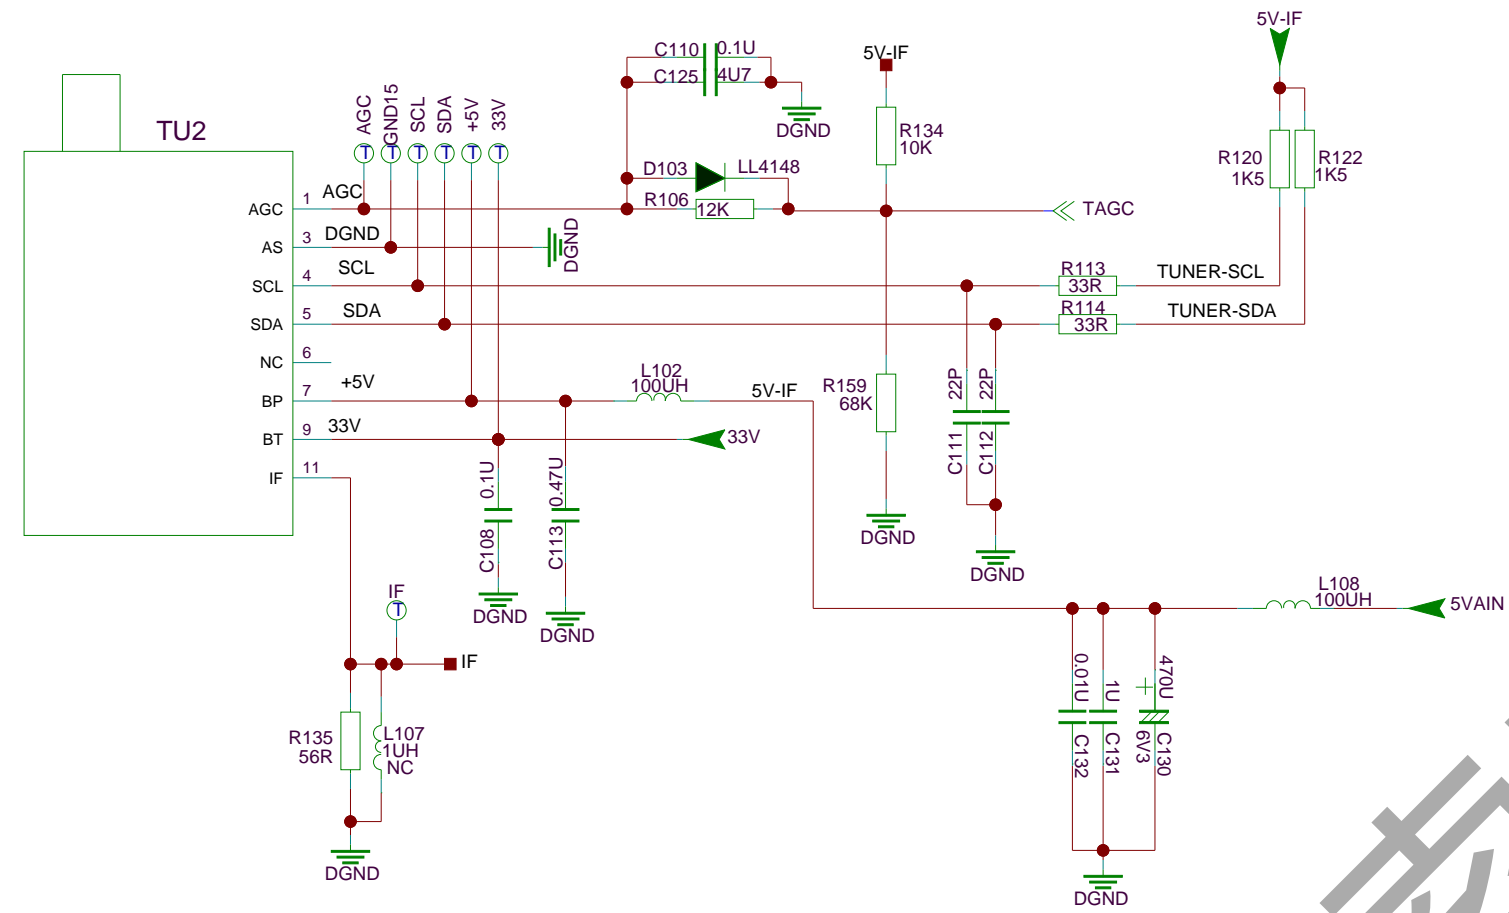 5V-IF
C110
0.1U
C125
4U7
5V-IF
DGND
TU2
AGC
GND15
SCL
SDA
+5V
33V
T
T
T
T
T
T
R134
10K
R120
1K5
R122
1K5
D103
LL4148
R106
12K
TAGC
AGC
1
AGC
AS
3
DGND
DGND
SCL
4
SCL
R113
33R
TUNER-SCL
SDA
5
SDA
R114
33R
TUNER-SDA
NC
6
BP
7
+5V
L102
100UH
5V-IF
R159
68K
22P
22P
C111
C112
BT
9
33V
33V
IF
11
0.1U
C108
0.47U
C113
DGND
DGND
DGND
DGND
L108
100UH
5VAIN
IF
T
IF
R135
56R
L107
1UH
NC
DGND
0.01U
C132
1U
C131
+
470U
6V3
C130
DGND